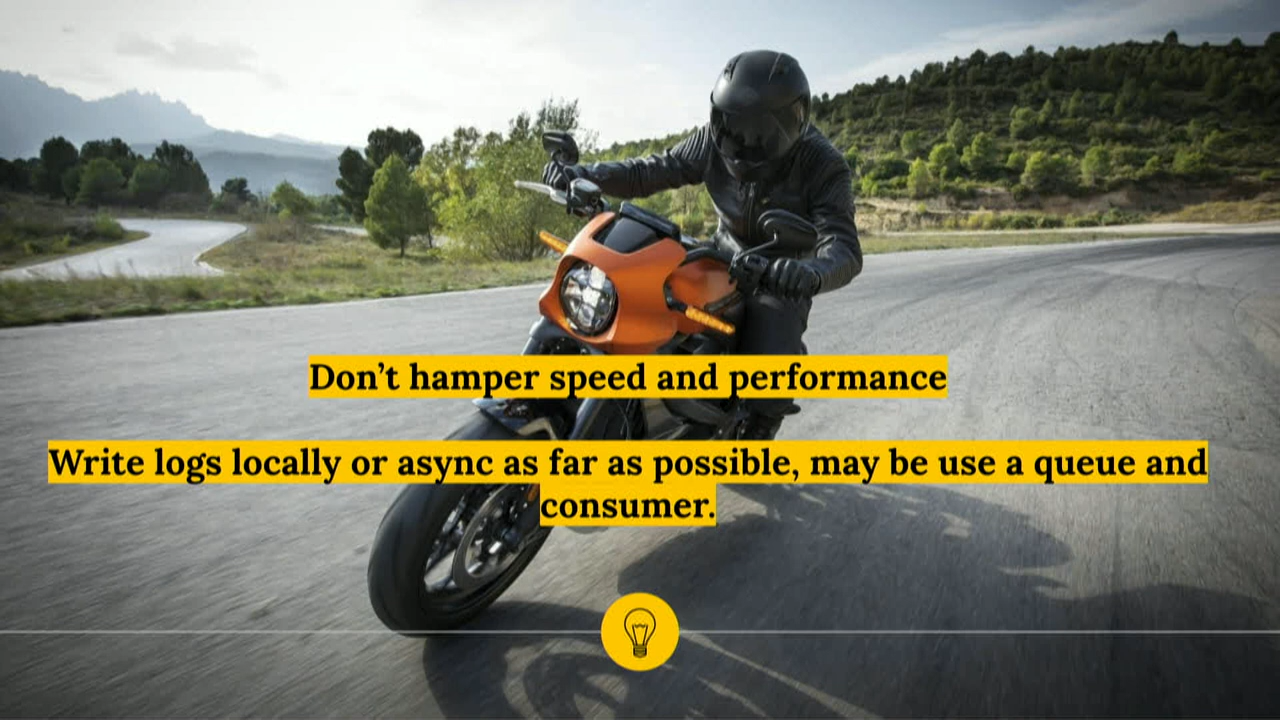 Don’t hamper speed and performance
Write logs locally or async as far as possible, may be use a queue and
consumer.